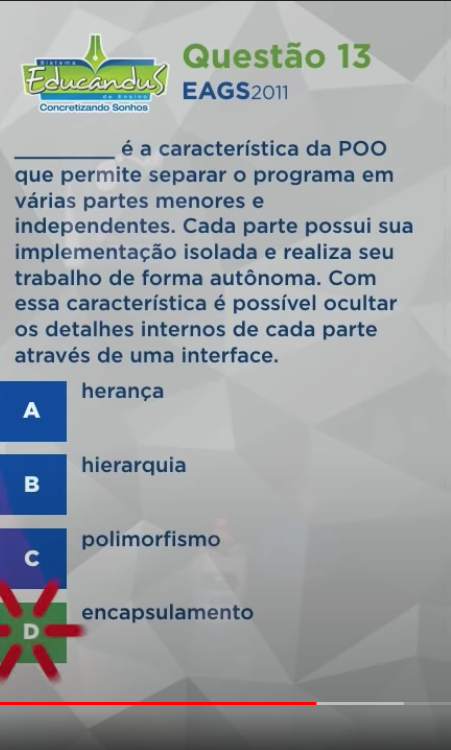 Sistema
Educandus
de Ensino
Concretizando Sonhos
Questão 13
EAGS2011
________ é a característica da POO
que permite separar o programa em
várias partes menores e
independentes. Cada parte possui sua
implementação isolada e realiza seu
trabalho de forma autônoma. Com
essa característica é possível ocultar
os detalhes internos de cada parte
através de uma interface.
A herança
B hierarquia
C polimorfismo
D encapsulamento